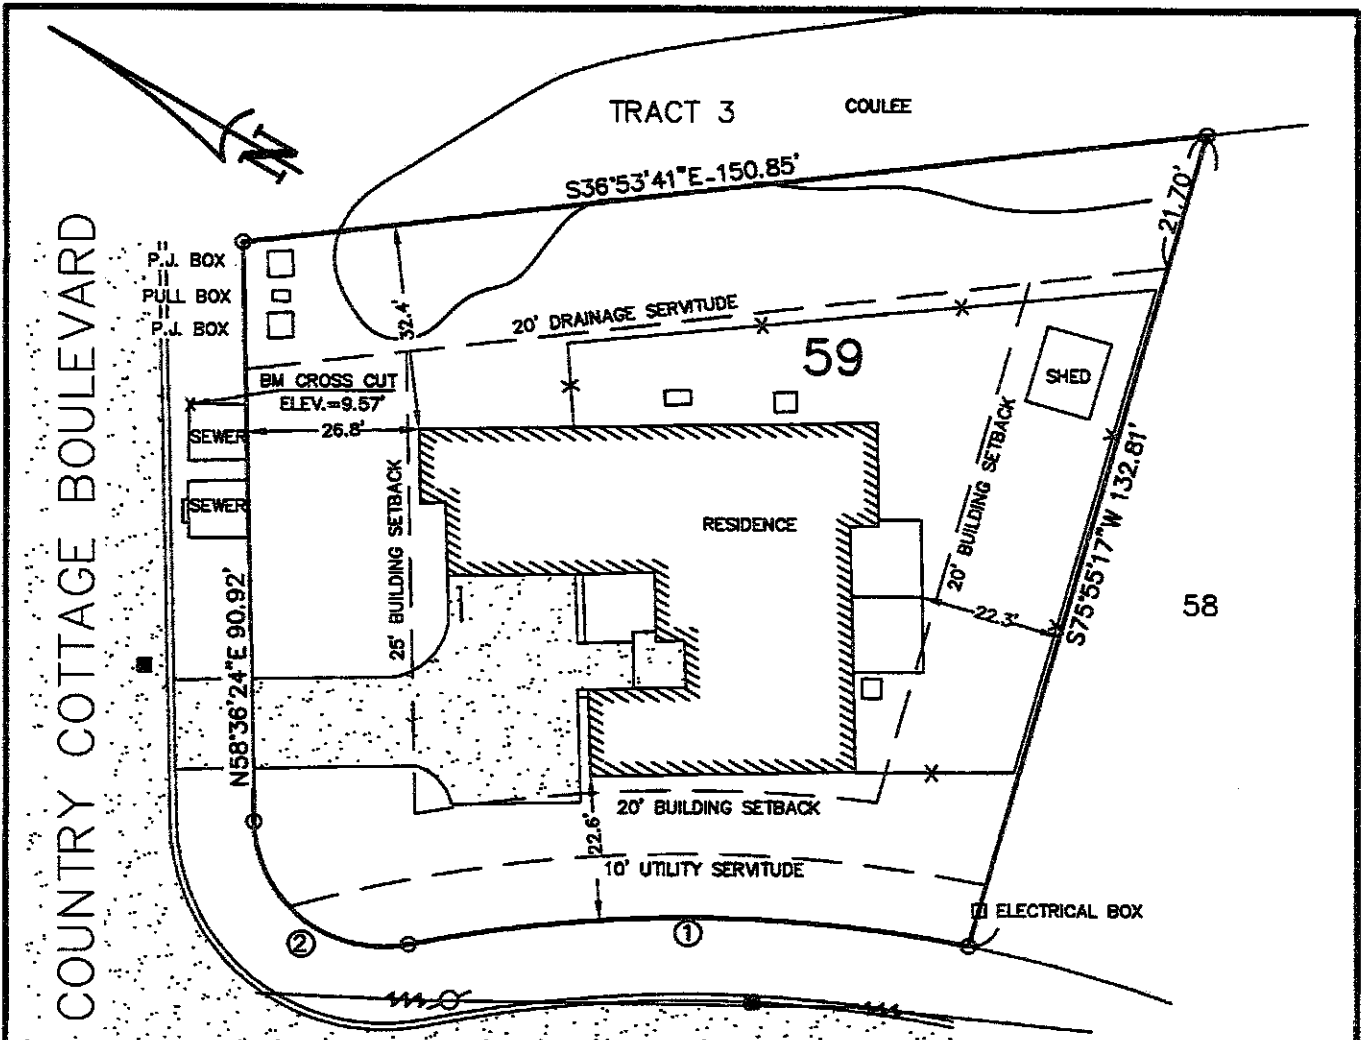 N
TRACT 3
COULEE
S36°53'41"E-150.85'
21.70'
P.J. BOX
PULL BOX
P.J. BOX
32.4'
20' DRAINAGE SERVITUDE
59
BM CROSS CUT
ELEV.=9.57'
SHED
SEWER
26.8'
SEWER
25' BUILDING SETBACK
RESIDENCE
20' BUILDING SETBACK
S75°55'17"W 132.81'
COUNTRY COTTAGE BOULEVARD
N58°36'24"E 90.92'
22.3'
58
20' BUILDING SETBACK
22.6'
10' UTILITY SERVITUDE
ELECTRICAL BOX
2
1